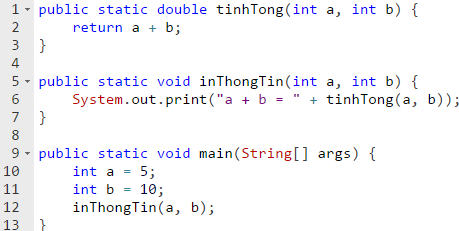 1 public static double tinhTong(int a, int b) {
2     return a + b;
3 }
4
5 public static void inThongTin(int a, int b) {
6     System.out.print("a + b = " + tinhTong(a, b));
7 }
8
9 public static void main(String[] args) {
10     int a = 5;
11     int b = 10;
12     inThongTin(a, b);
13 }